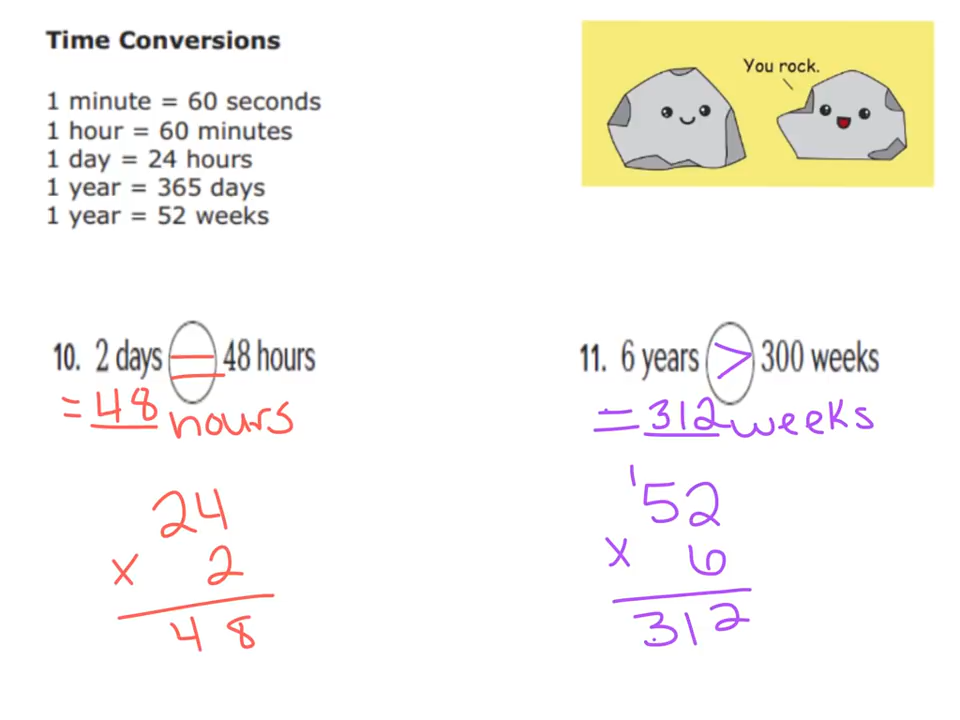 Time Conversions
You rock.
1 minute = 60 seconds
1 hour = 60 minutes
1 day = 24 hours
1 year = 365 days
1 year = 52 weeks
10. 2 days = 48 hours
= 48 hours
24
x 2
48
11. 6 years > 300 weeks
= 312 weeks
1
52
x 6
312